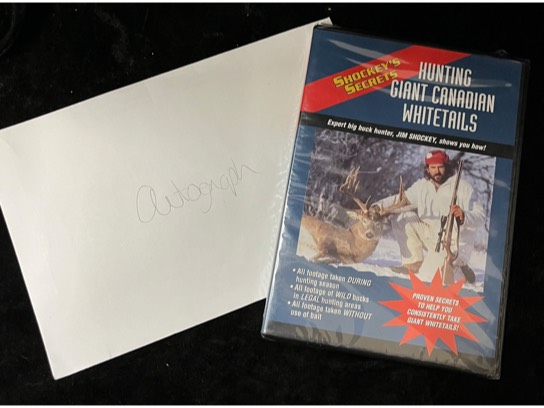 Autograph
SHOCKEY'S
SECRETS
HUNTING
GIANT CANADIAN
WHITETAILS
Expert big buck hunter, JIM SHOCKEY, shows you how!
• All footage taken DURING
hunting season
• All footage of WILD bucks
in LEGAL hunting areas
• All footage taken WITHOUT
use of bait
PROVEN SECRETS
TO HELP YOU
CONSISTENTLY TAKE
GIANT WHITETAILS!